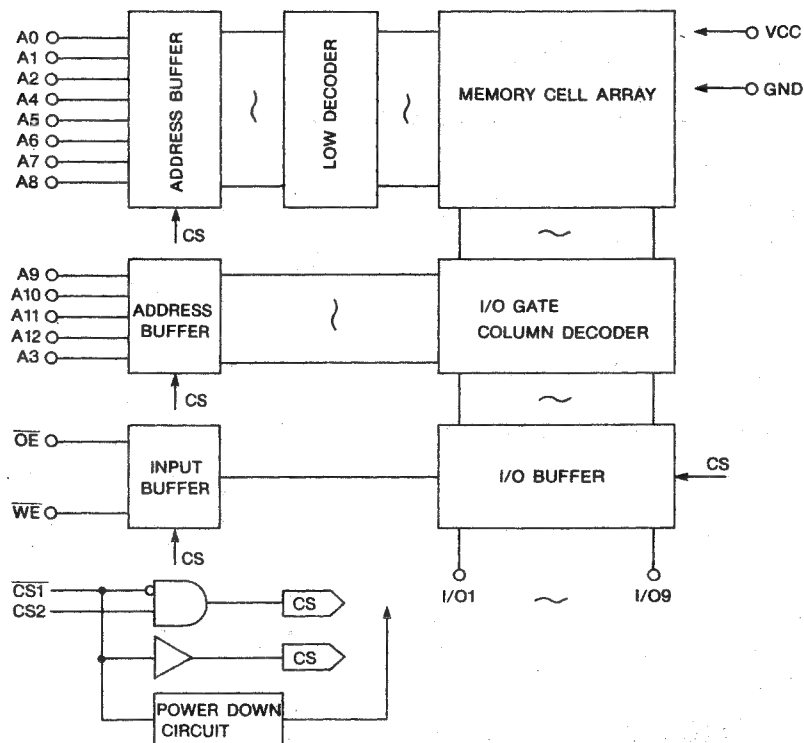 A0
A1
A2
A4
A5
A6
A7
A8
ADDRESS BUFFER
CS
LOW DECODER
MEMORY CELL ARRAY
VCC
GND
A9
A10
A11
A12
A3
ADDRESS
BUFFER
CS
I/O GATE
COLUMN DECODER
OE
WE
INPUT
BUFFER
CS
I/O BUFFER
CS
I/O1
I/O9
CS1
CS2
CS
CS
POWER DOWN
CIRCUIT